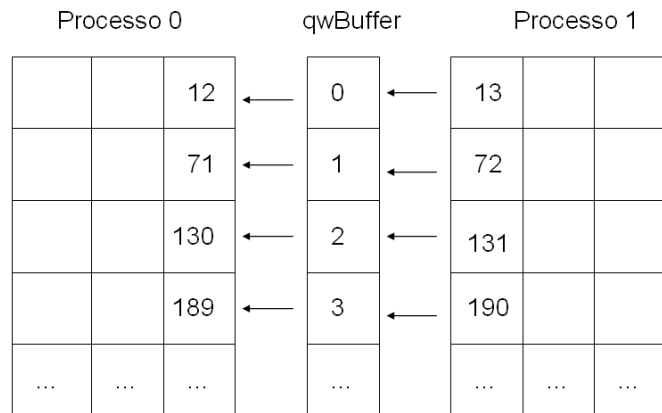 Processo 0 qwBuffer Processo 1
12 0 13
71 1 72
130 2 131
189 3 190
... ... ... ... ... ... ...